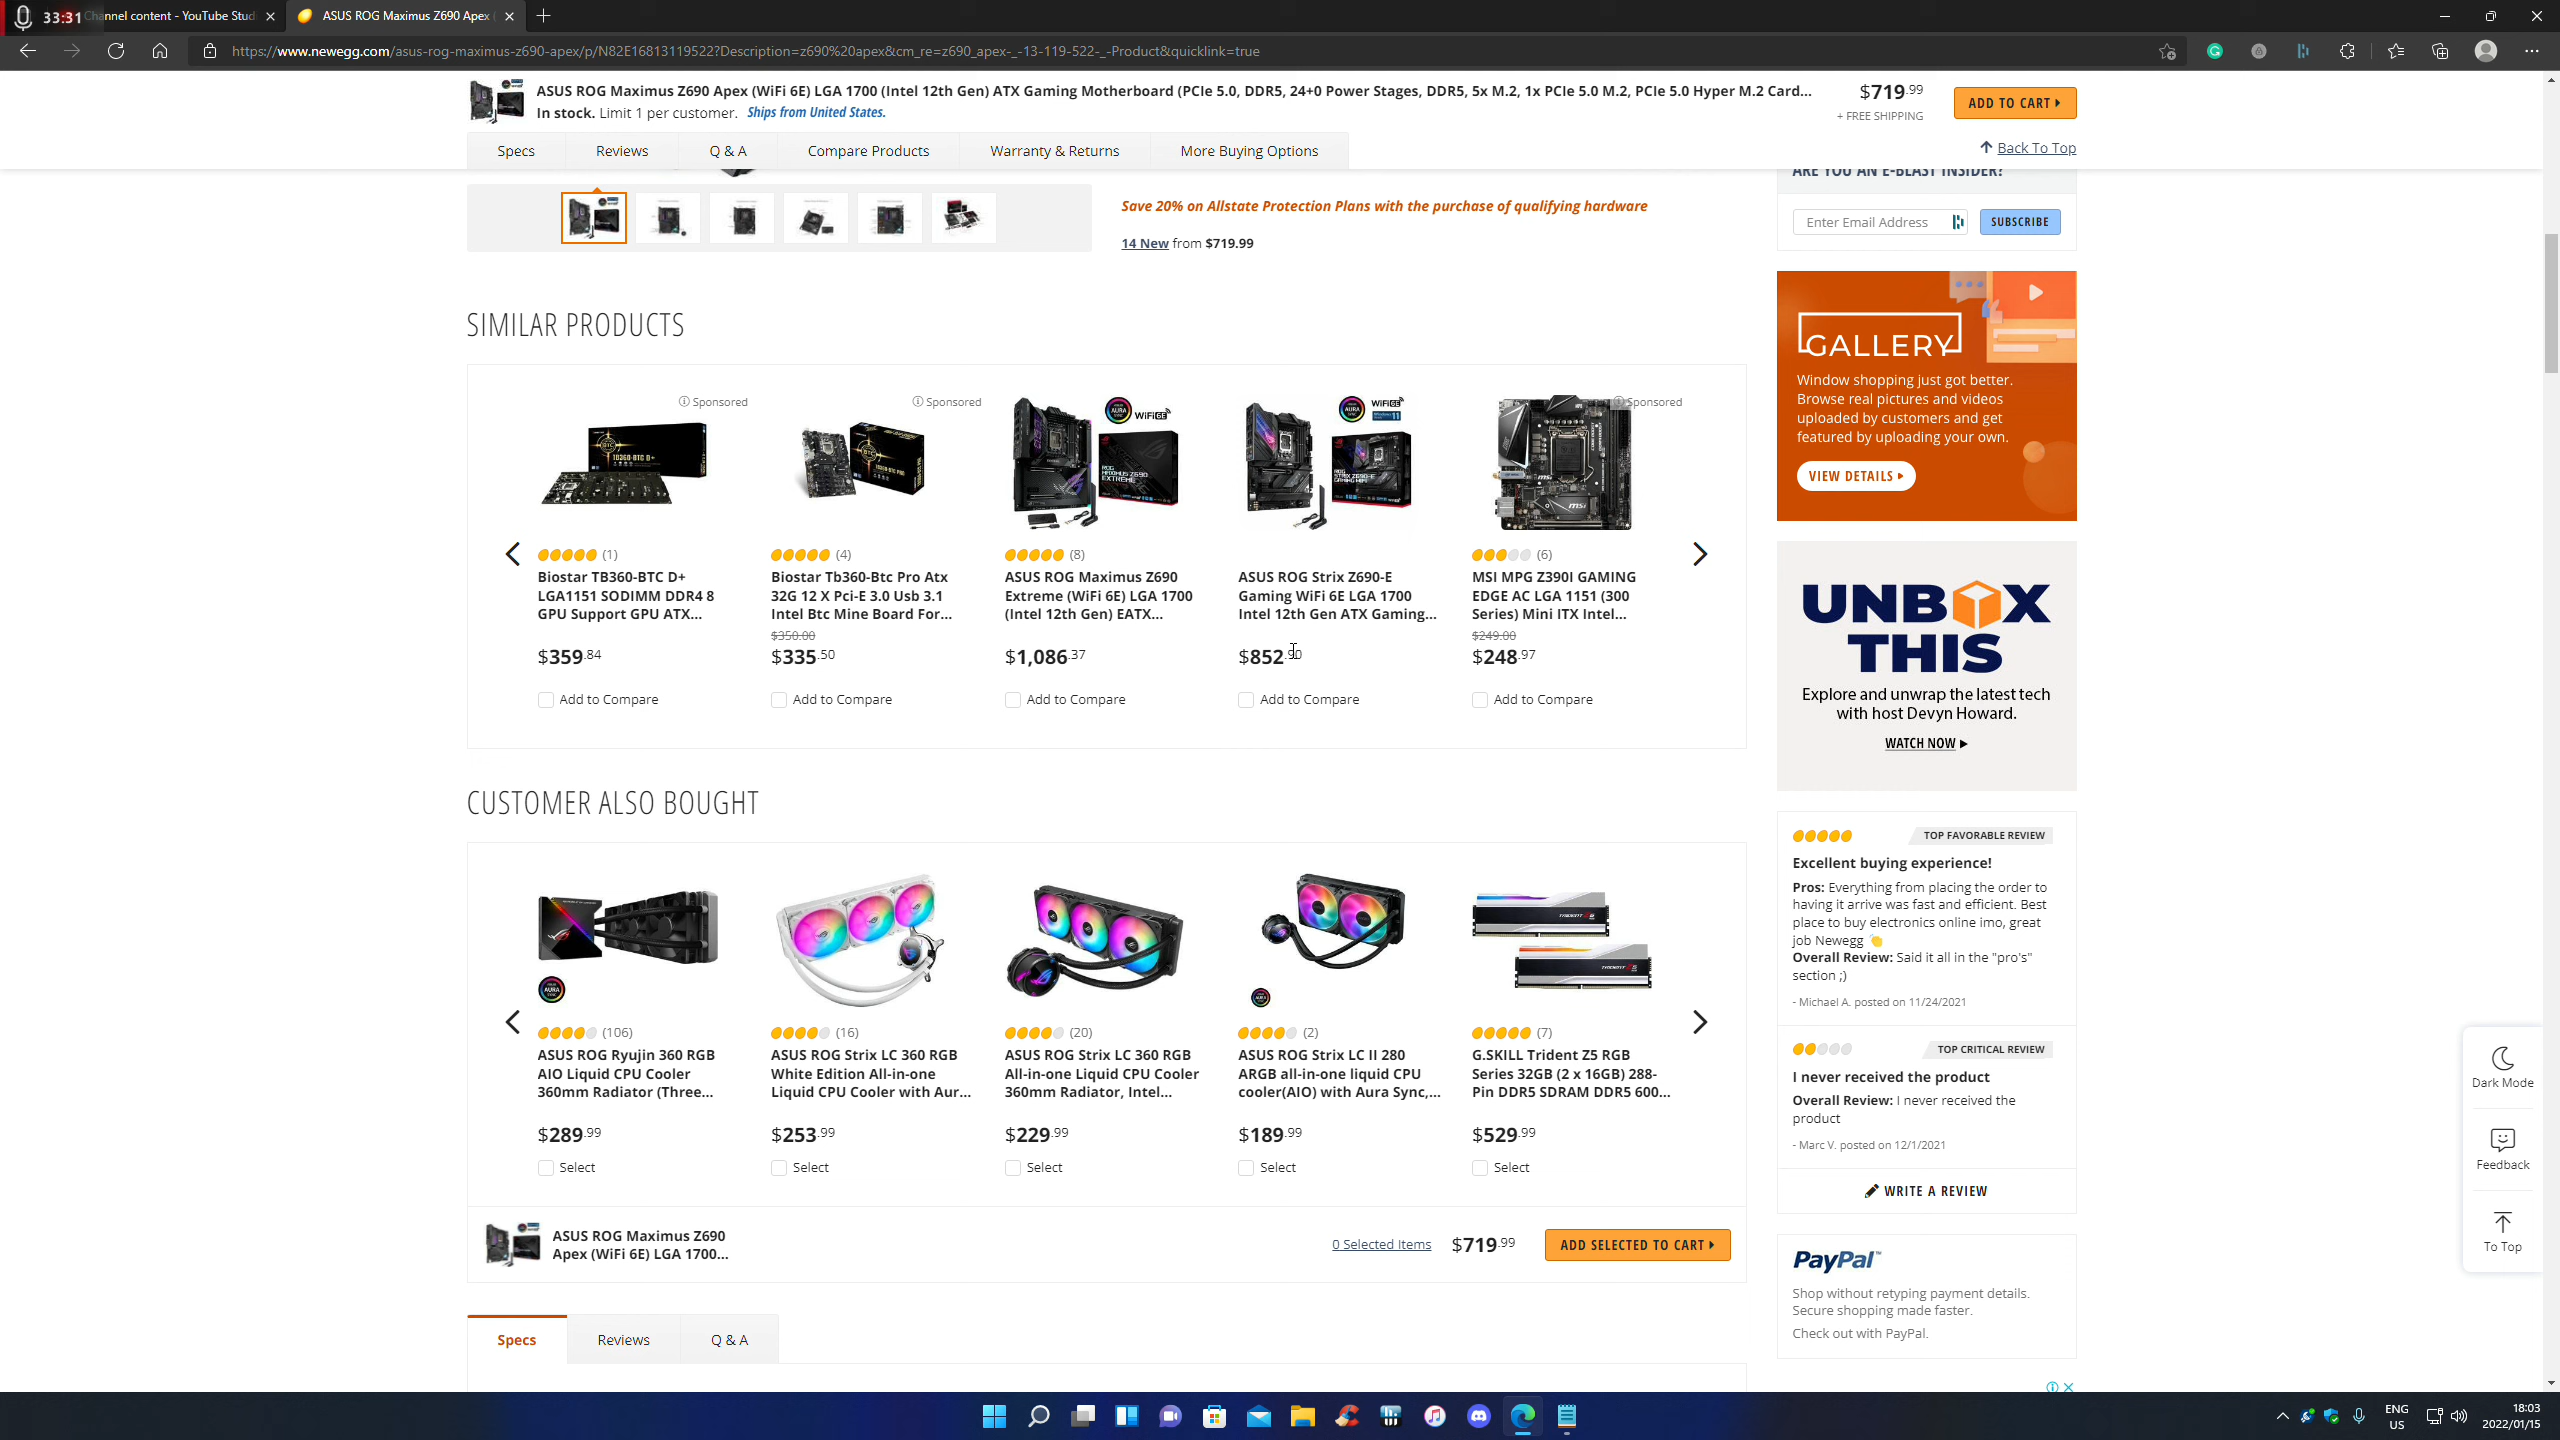 33:31
Channel content - YouTube Stud
ASUS ROG Maximus Z690 Apex (
https://www.newegg.com/asus-rog-maximus-z690-apex/p/N82E16813119522?Description=z690%20apex&cm_re=z690_apex-_-13-119-522-_-Product&quicklink=true
ASUS ROG Maximus Z690 Apex (WiFi 6E) LGA 1700 (Intel 12th Gen) ATX Gaming Motherboard (PCIe 5.0, DDR5, 24+0 Power Stages, DDR5, 5x M.2, 1x PCIe 5.0 M.2, PCIe 5.0 Hyper M.2 Card...
In stock. Limit 1 per customer. Ships from United States.
$719.99
+ FREE SHIPPING
ADD TO CART
Specs
Reviews
Q & A
Compare Products
Warranty & Returns
More Buying Options
Back To Top
ARE YOU AN E-BLAST INSIDER?
Enter Email Address
SUBSCRIBE
Save 20% on Allstate Protection Plans with the purchase of qualifying hardware
14 New from $719.99
SIMILAR PRODUCTS
Sponsored
Sponsored
Sponsored
WiFi6E
WiFi6E
(1)
Biostar TB360-BTC D+
LGA1151 SODIMM DDR4 8
GPU Support GPU ATX...
$359.84
Add to Compare
(4)
Biostar Tb360-Btc Pro Atx
32G 12 X Pci-E 3.0 Usb 3.1
Intel Btc Mine Board For...
$350.00
$335.50
Add to Compare
(8)
ASUS ROG Maximus Z690
Extreme (WiFi 6E) LGA 1700
(Intel 12th Gen) EATX...
$1,086.37
Add to Compare
(4)
ASUS ROG Strix Z690-E
Gaming WiFi 6E LGA 1700
Intel 12th Gen ATX Gaming...
$852.90
Add to Compare
(6)
MSI MPG Z390I GAMING
EDGE AC LGA 1151 (300
Series) Mini ITX Intel...
$249.00
$248.97
Add to Compare
GALLERY
Window shopping just got better.
Browse real pictures and videos
uploaded by customers and get
featured by uploading your own.
VIEW DETAILS
UNBOX
THIS
Explore and unwrap the latest tech
with host Devyn Howard.
WATCH NOW
CUSTOMER ALSO BOUGHT
(106)
ASUS ROG Ryujin 360 RGB
AIO Liquid CPU Cooler
360mm Radiator (Three...
$289.99
Select
(16)
ASUS ROG Strix LC 360 RGB
White Edition All-in-one
Liquid CPU Cooler with Aur...
$253.99
Select
(20)
ASUS ROG Strix LC 360 RGB
All-in-one Liquid CPU Cooler
360mm Radiator, Intel...
$229.99
Select
(2)
ASUS ROG Strix LC II 280
ARGB all-in-one liquid CPU
cooler(AIO) with Aura Sync,...
$189.99
Select
(7)
G.SKILL Trident Z5 RGB
Series 32GB (2 x 16GB) 288-
Pin DDR5 SDRAM DDR5 600...
$529.99
Select
ASUS ROG Maximus Z690
Apex (WiFi 6E) LGA 1700...
0 Selected Items
$719.99
ADD SELECTED TO CART
Specs
Reviews
Q & A
TOP FAVORABLE REVIEW
Excellent buying experience!
Pros: Everything from placing the order to
having it arrive was fast and efficient. Best
place to buy electronics online imo, great
job Newegg 👏
Overall Review: Said it all in the "pro's"
section ;)
- Michael A. posted on 11/24/2021
TOP CRITICAL REVIEW
I never received the product
Overall Review: I never received the
product
- Marc V. posted on 12/1/2021
WRITE A REVIEW
PayPal
Shop without retyping payment details.
Secure shopping made faster.
Check out with PayPal.
Dark Mode
Feedback
To Top
ENG
US
18:03
2022/01/15